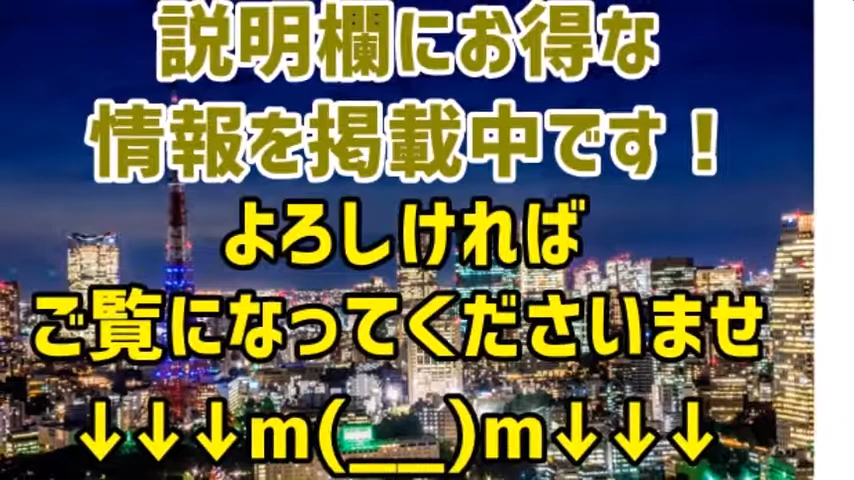 説明欄にお得な
情報を掲載中です！
よろしければ
ご覧になってくださいませ
↓↓↓m(__)m↓↓↓